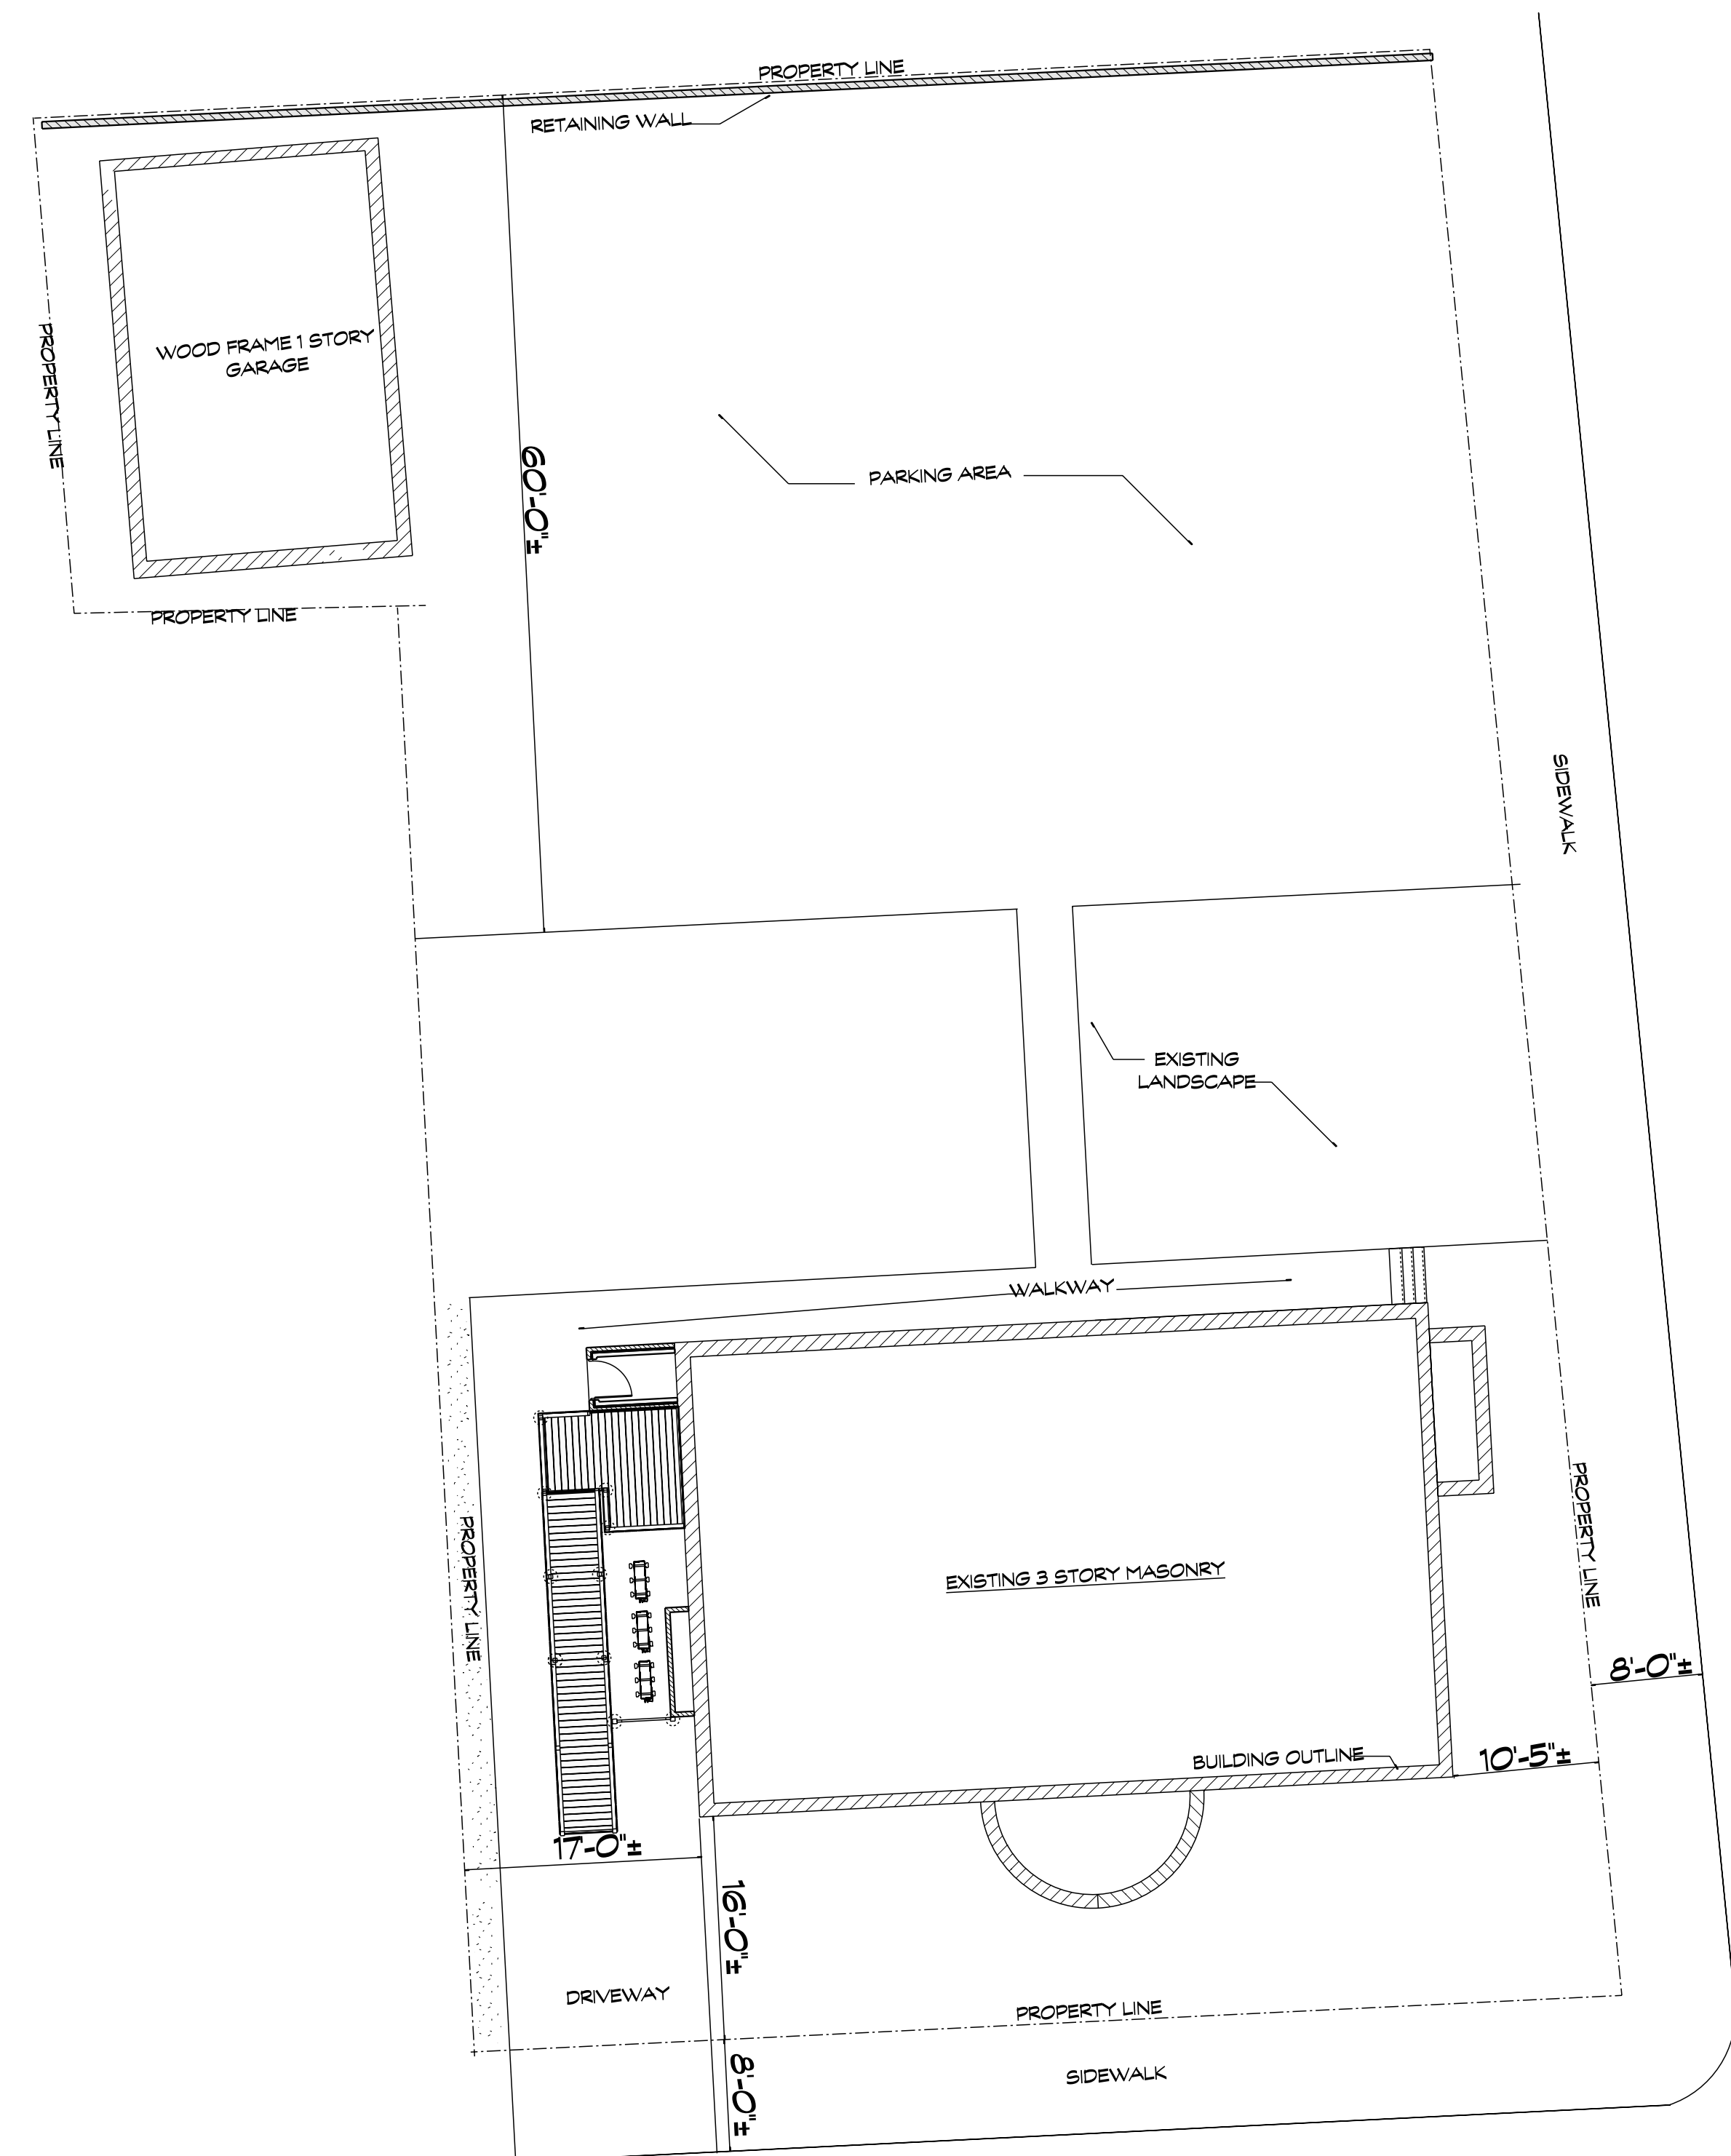 PROPERTY LINE
RETAINING WALL
WOOD FRAME 1 STORY
GARAGE
PROPERTY LINE
60'-0"±
PARKING AREA
PROPERTY LINE
SIDEWALK
EXISTING
LANDSCAPE
WALKWAY
PROPERTY LINE
EXISTING 3 STORY MASONRY
PROPERTY LINE
8'-0"±
BUILDING OUTLINE
10'-5"±
17'-0"±
16'-0"±
DRIVEWAY
PROPERTY LINE
8'-0"±
SIDEWALK